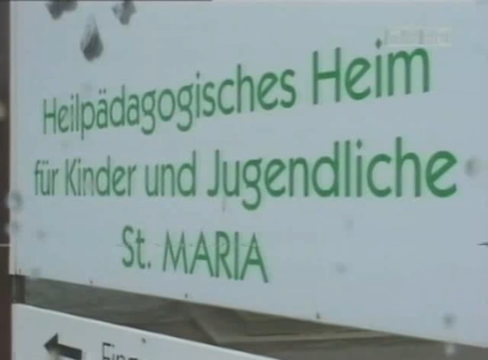 Heilpädagogisches Heim
für Kinder und Jugendliche
St. MARIA